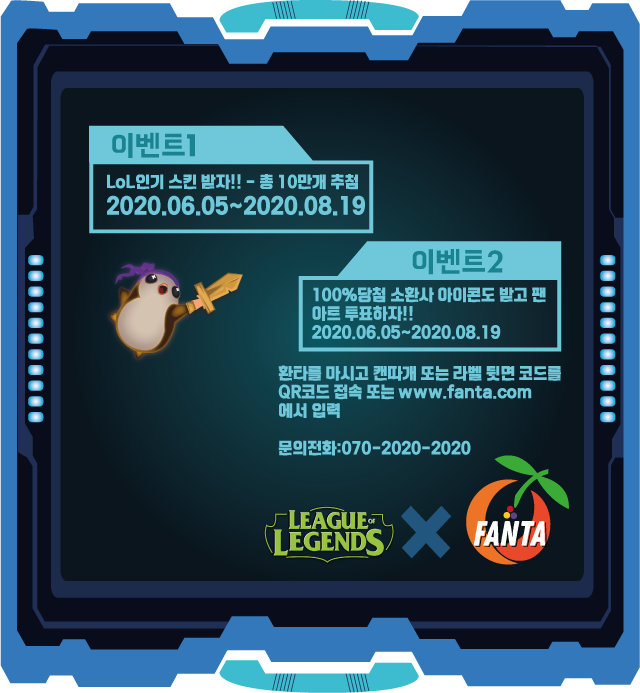 이벤트1
LoL인기 스킨 받자!! - 총 10만개 추첨
2020.06.05~2020.08.19
이벤트2
100%당첨 소환사 아이콘도 받고 팬
아트 투표하자!!
2020.06.05~2020.08.19
환타를 마시고 캔따개 또는 라벨 뒷면 코드를
QR코드 접속 또는 www.fanta.com
에서 입력
문의전화:070-2020-2020
LEAGUE OF
LEGENDS
FANTA